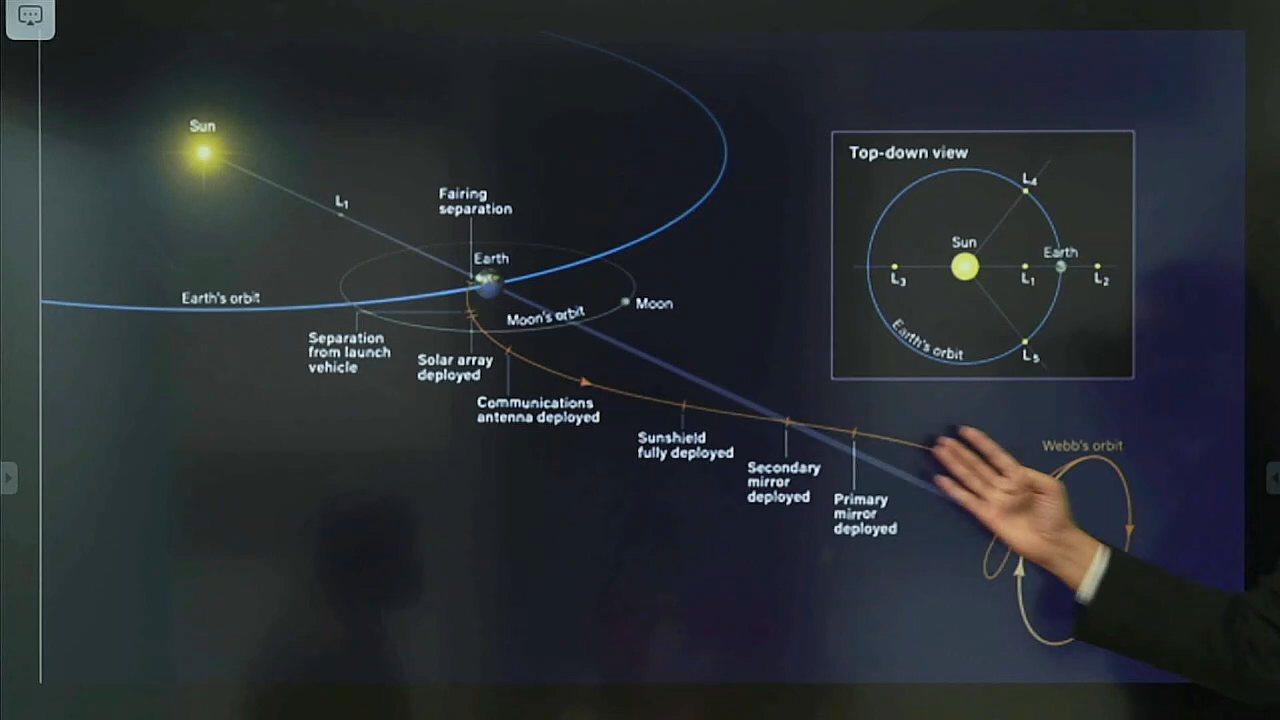 Sun
L1
Fairing
separation
Earth
Earth's orbit
Moon's orbit
Moon
Separation
from launch
vehicle
Solar array
deployed
Communications
antenna deployed
Sunshield
fully deployed
Secondary
mirror
deployed
Primary
mirror
deployed
Webb's orbit
Top-down view
L4
Sun
Earth
L3
L1
L2
Earth's orbit
L5